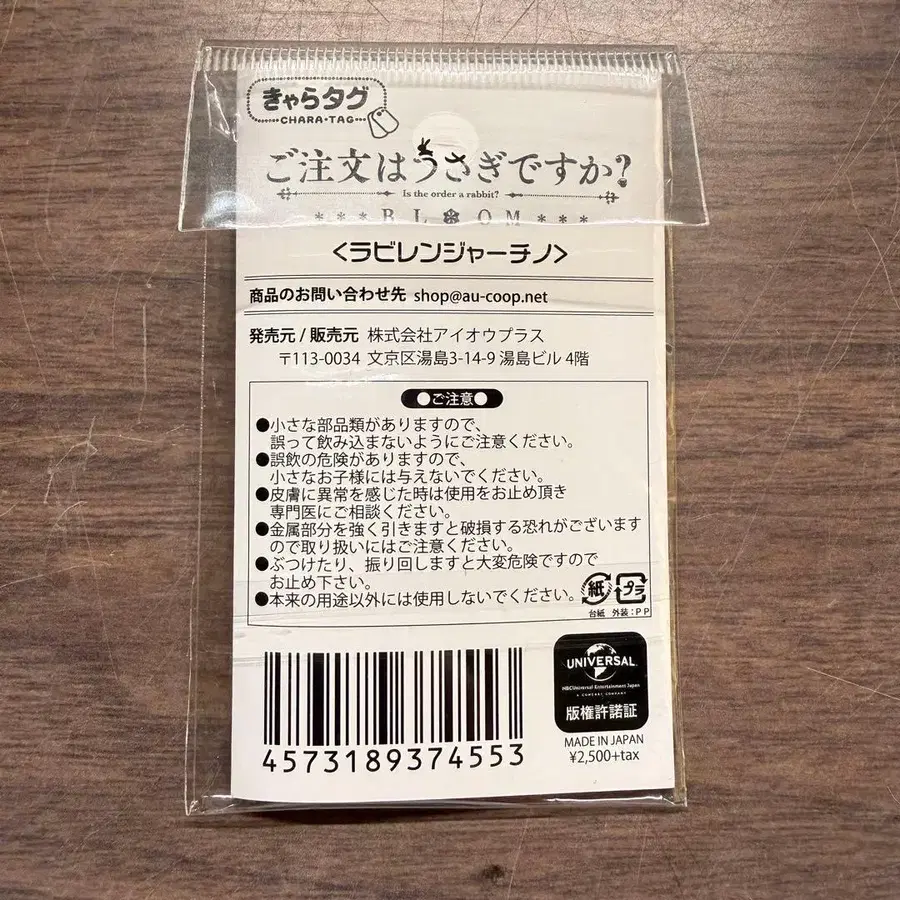 きゃらタグ
CHARA・TAG
ご注文はうさぎですか?
Is the order a rabbit?
***BLOOM***
<ラビレンジャーチノ>
商品のお問い合わせ先 shop@au-coop.net
発売元 / 販売元 株式会社アイオウプラス
〒113-0034 文京区湯島3-14-9 湯島ビル 4階
●ご注意●
●小さな部品類がありますので、
誤って飲み込まないようにご注意ください。
●誤飲の危険がありますので、
小さなお子様には与えないでください。
●皮膚に異常を感じた時は使用をお止め頂き
専門医にご相談ください。
●金属部分を強く引きますと破損する恐れがございます
ので取り扱いにはご注意ください。
●ぶつけたり、振り回しますと大変危険ですので
お止め下さい。
●本来の用途以外には使用しないでください。
紙 プラ
台紙 外装:PP
UNIVERSAL
NBCUniversal Entertainment Japan
A COMCAST COMPANY
版権許諾証
MADE IN JAPAN
¥2,500+tax
4573189374553